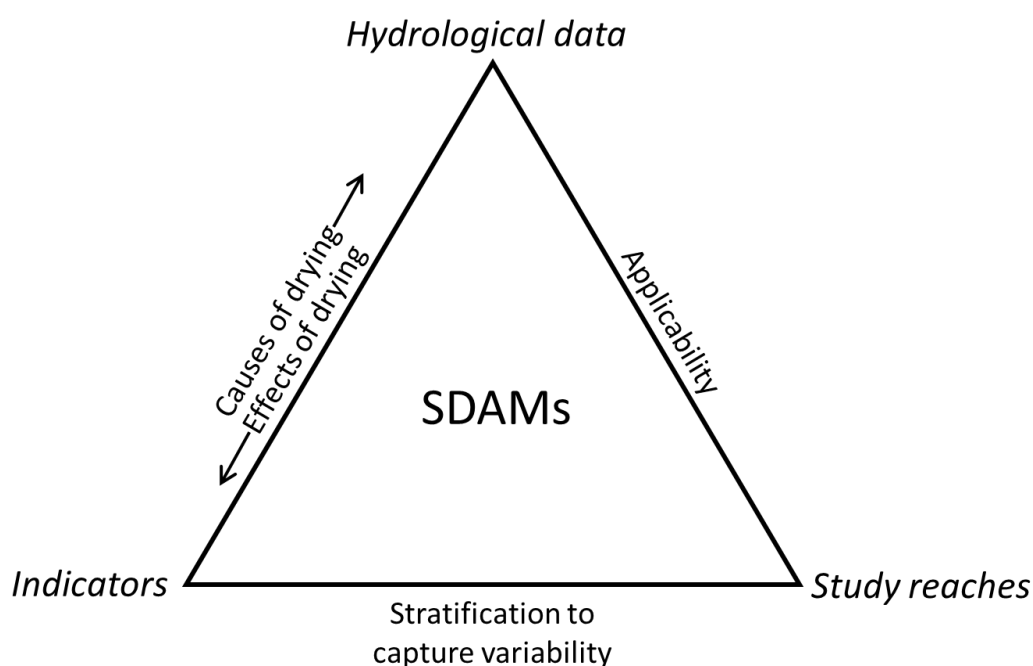 Hydrological data
Causes of drying
Effects of drying
Applicability
SDAMs
Indicators
Study reaches
Stratification to
capture variability